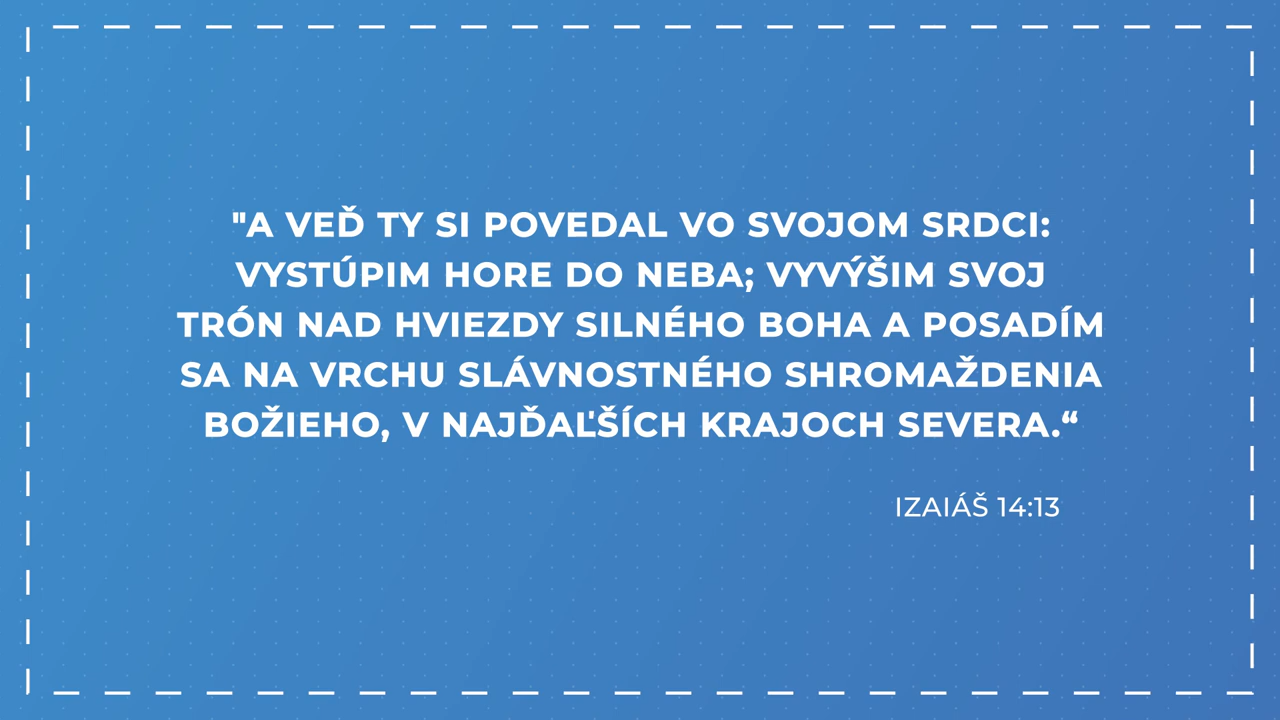 "A VEĎ TY SI POVEDAL VO SVOJOM SRDCI:
VYSTÚPIM HORE DO NEBA; VYVÝŠIM SVOJ
TRÓN NAD HVIEZDY SILNÉHO BOHA A POSADÍM
SA NA VRCHU SLÁVNOSTNÉHO SHROMAŽDENIA
BOŽIEHO, V NAJĎAĽŠÍCH KRAJOCH SEVERA.“
IZAIÁŠ 14:13